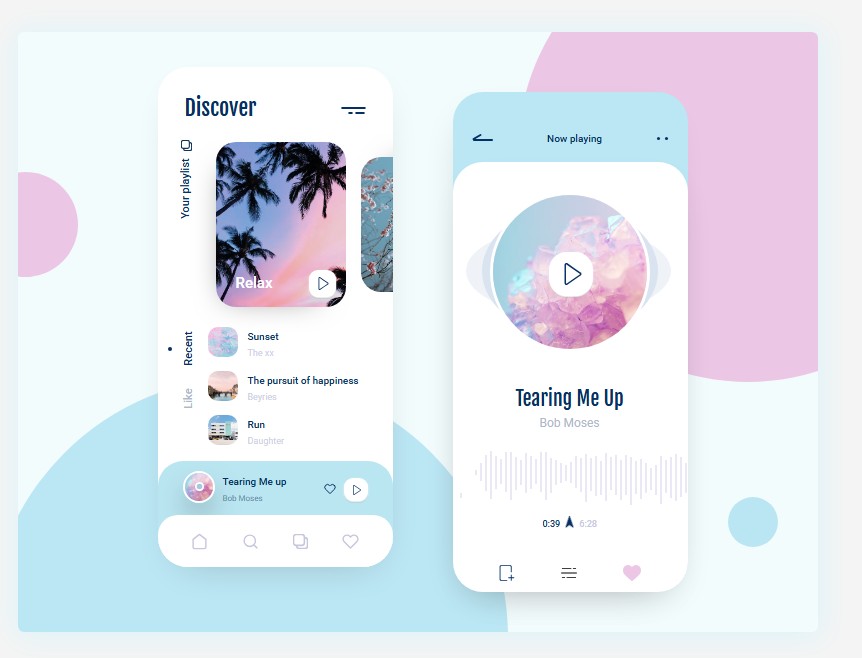 Discover
Your playlist
Relax
Recent
Like
Sunset
The xx
The pursuit of happiness
Beyries
Run
Daughter
Tearing Me up
Bob Moses
Now playing
Tearing Me Up
Bob Moses
0:39 6:28